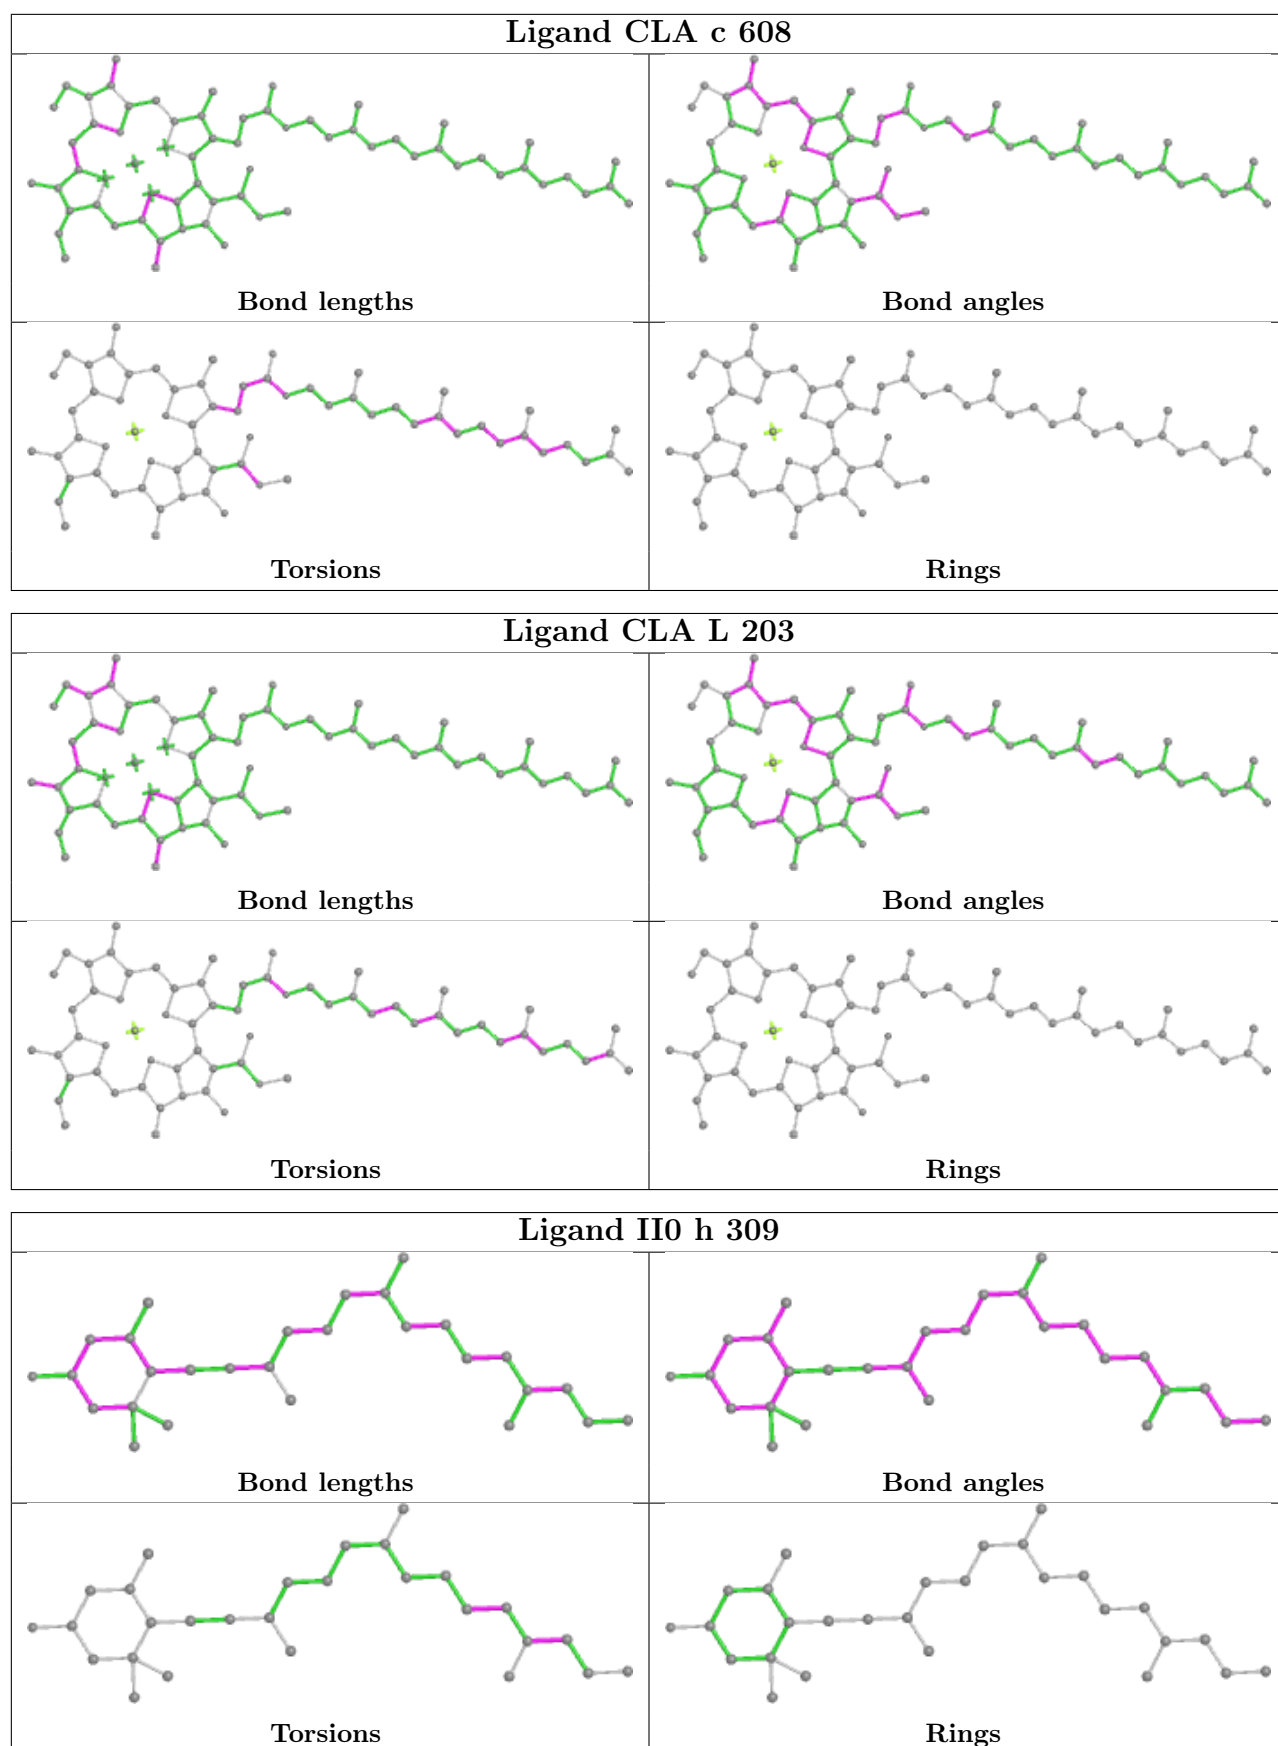 Ligand CLA c 608
Bond lengths
Bond angles
Torsions
Rings
Ligand CLA L 203
Bond lengths
Bond angles
Torsions
Rings
Ligand II0 h 309
Bond lengths
Bond angles
Torsions
Rings